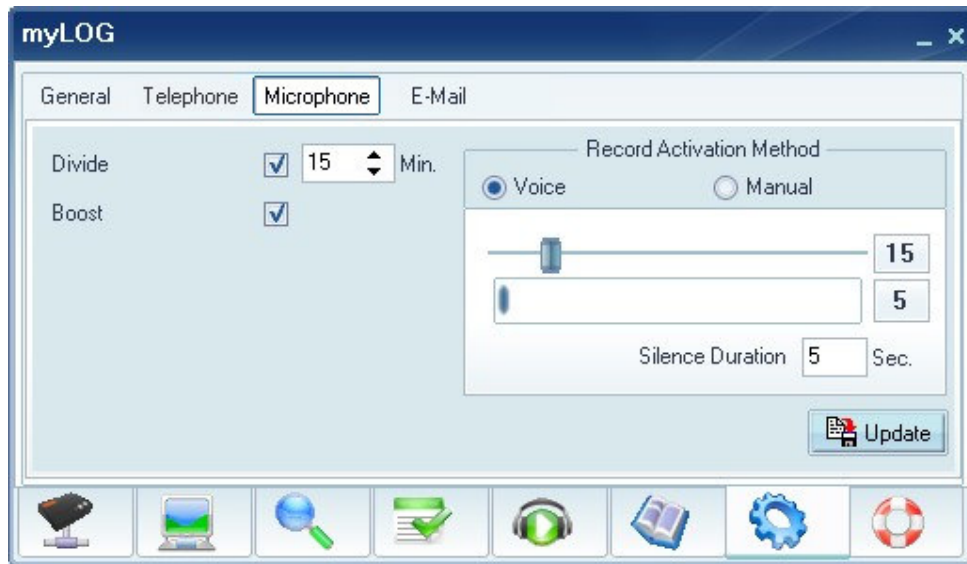 myLOG
General Telephone Microphone E-Mail
Divide 15 Min.
Boost
Record Activation Method
Voice Manual
15
5
Silence Duration 5 Sec.
Update